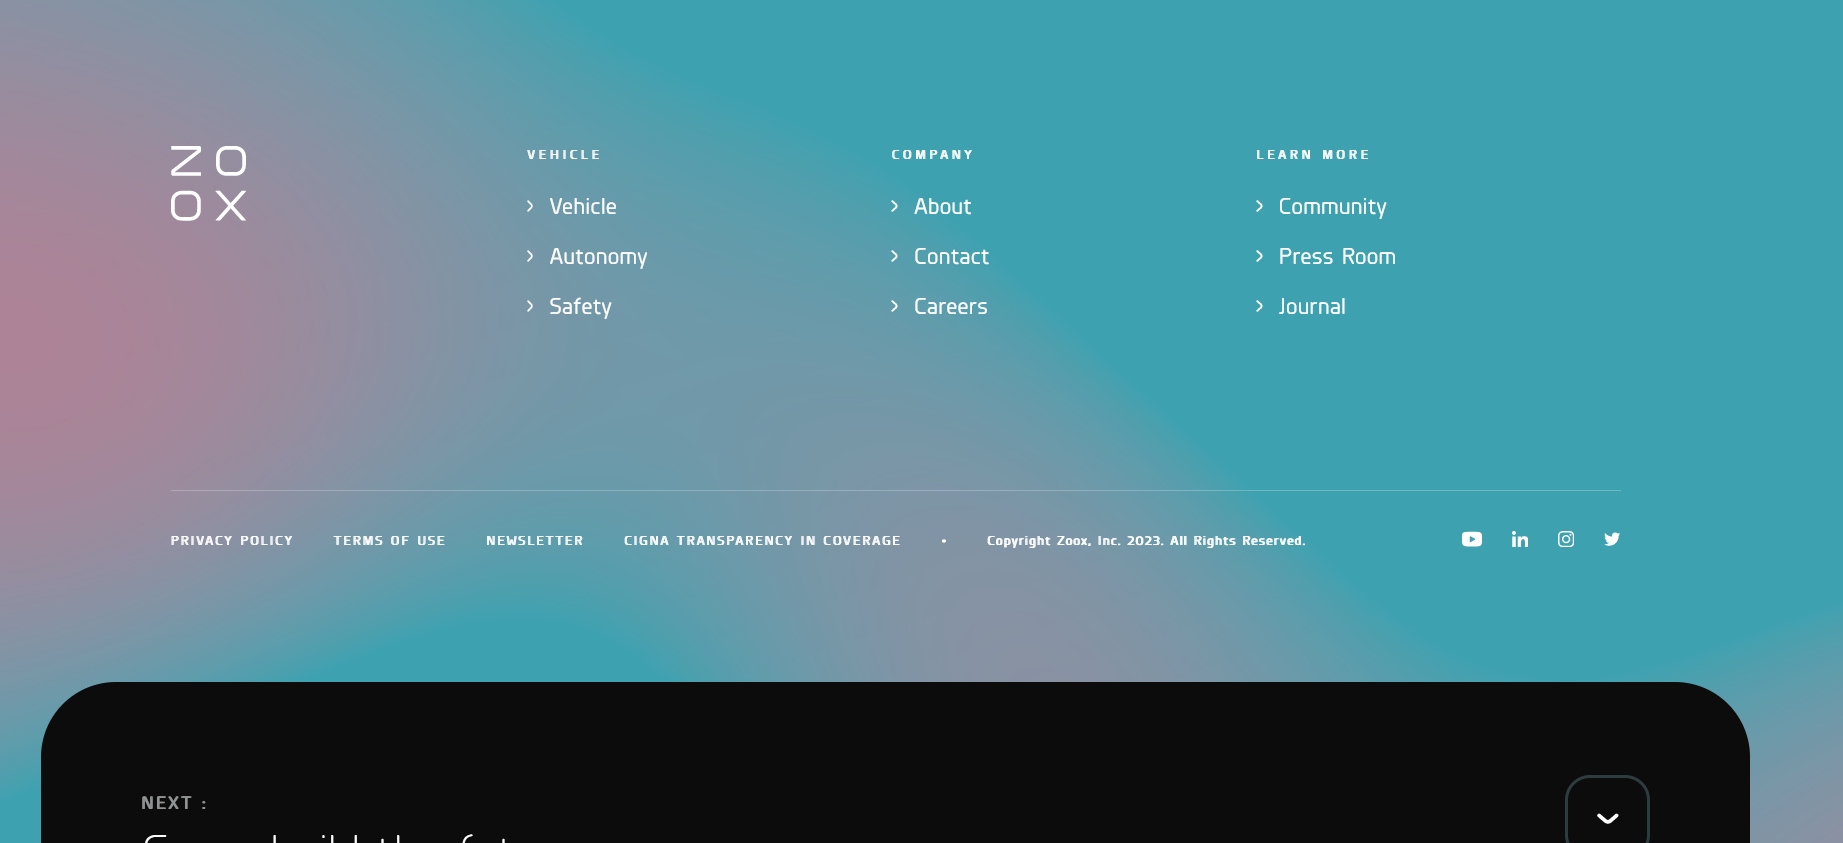 ZO
OX
VEHICLE
Vehicle
Autonomy
Safety
COMPANY
About
Contact
Careers
LEARN MORE
Community
Press Room
Journal
PRIVACY POLICY TERMS OF USE NEWSLETTER CIGNA TRANSPARENCY IN COVERAGE • Copyright Zoox, Inc. 2023. All Rights Reserved.
NEXT :